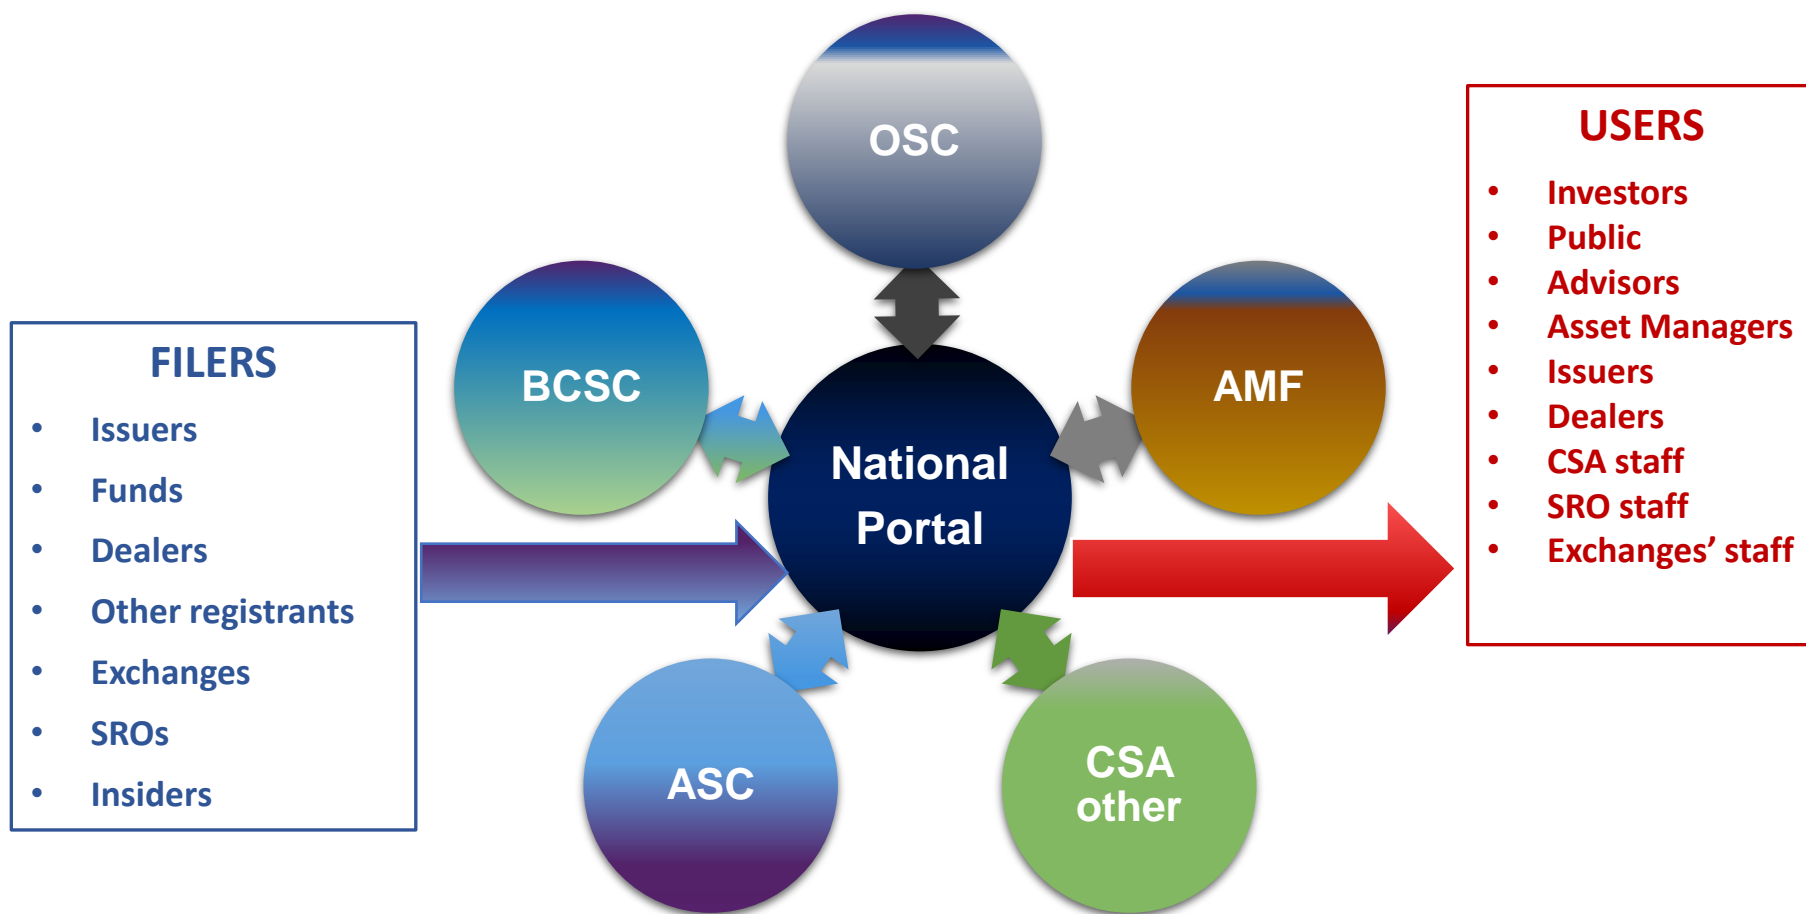 OSC
BCSC
AMF
National
Portal
ASC
CSA
other
FILERS
• Issuers
• Funds
• Dealers
• Other registrants
• Exchanges
• SROs
• Insiders
USERS
• Investors
• Public
• Advisors
• Asset Managers
• Issuers
• Dealers
• CSA staff
• SRO staff
• Exchanges’ staff